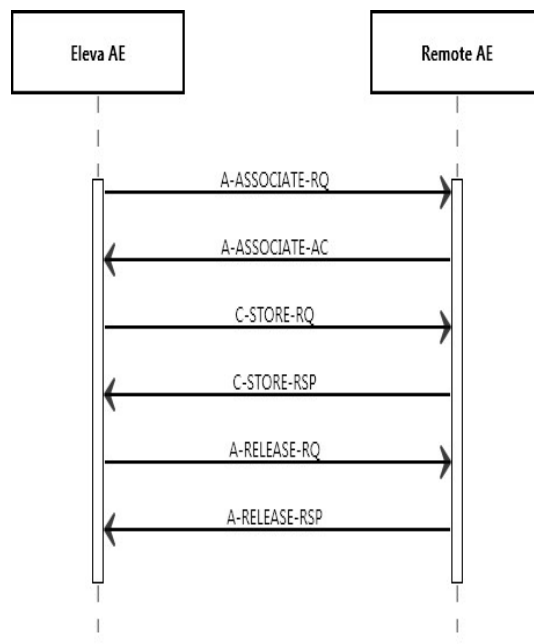 Eleva AE
Remote AE
A-ASSOCIATE-RQ
A-ASSOCIATE-AC
C-STORE-RQ
C-STORE-RSP
A-RELEASE-RQ
A-RELEASE-RSP